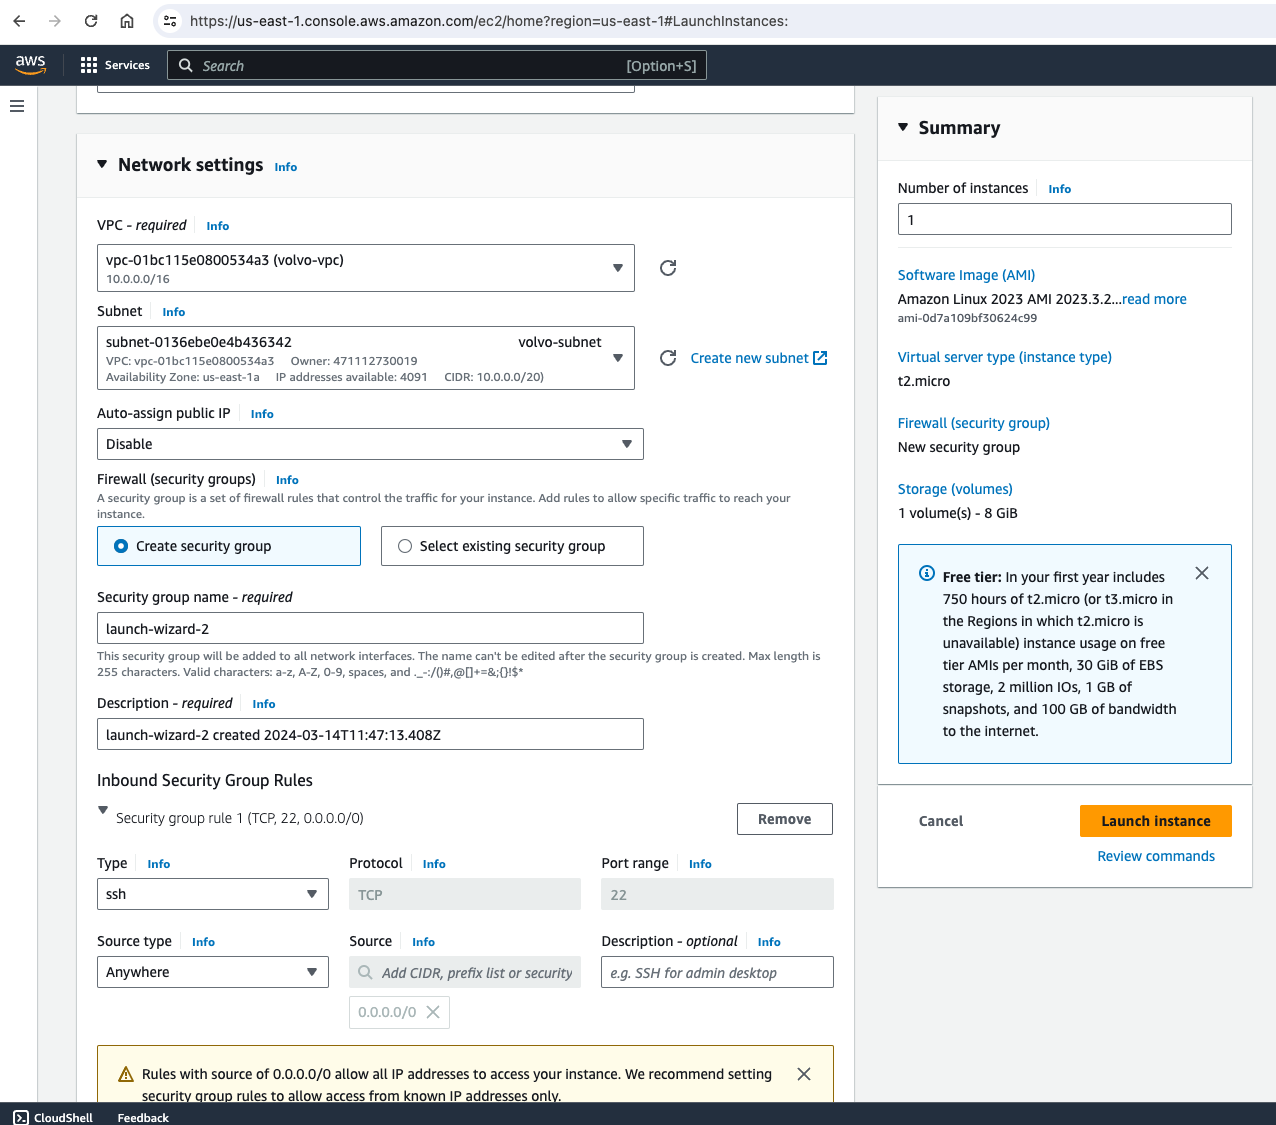 https://us-east-1.console.aws.amazon.com/ec2/home?region=us-east-1#LaunchInstances:
aws
Services
Search
[Option+S]
Network settings Info
VPC - required Info
vpc-01bc115e0800534a3 (volvo-vpc)
10.0.0.0/16
Subnet Info
subnet-0136ebe0e4b436342 volvo-subnet
VPC: vpc-01bc115e0800534a3 Owner: 471112730019
Availability Zone: us-east-1a IP addresses available: 4091 CIDR: 10.0.0.0/20)
Create new subnet
Auto-assign public IP Info
Disable
Firewall (security groups) Info
A security group is a set of firewall rules that control the traffic for your instance. Add rules to allow specific traffic to reach your
instance.
Create security group
Select existing security group
Security group name - required
launch-wizard-2
This security group will be added to all network interfaces. The name can't be edited after the security group is created. Max length is
255 characters. Valid characters: a-z, A-Z, 0-9, spaces, and ._-:/()#,@[]+=&;{}!$*
Description - required Info
launch-wizard-2 created 2024-03-14T11:47:13.408Z
Inbound Security Group Rules
Security group rule 1 (TCP, 22, 0.0.0.0/0)
Remove
Type Info
Protocol Info
Port range Info
ssh
TCP
22
Source type Info
Source Info
Description - optional Info
Anywhere
Add CIDR, prefix list or security
e.g. SSH for admin desktop
0.0.0.0/0
Rules with source of 0.0.0.0/0 allow all IP addresses to access your instance. We recommend setting
security group rules to allow access from known IP addresses only.
Summary
Number of instances Info
1
Software Image (AMI)
Amazon Linux 2023 AMI 2023.3.2...read more
ami-0d7a109bf30624c99
Virtual server type (instance type)
t2.micro
Firewall (security group)
New security group
Storage (volumes)
1 volume(s) - 8 GiB
Free tier: In your first year includes
750 hours of t2.micro (or t3.micro in
the Regions in which t2.micro is
unavailable) instance usage on free
tier AMIs per month, 30 GiB of EBS
storage, 2 million IOs, 1 GB of
snapshots, and 100 GB of bandwidth
to the internet.
Cancel
Launch instance
Review commands
CloudShell
Feedback